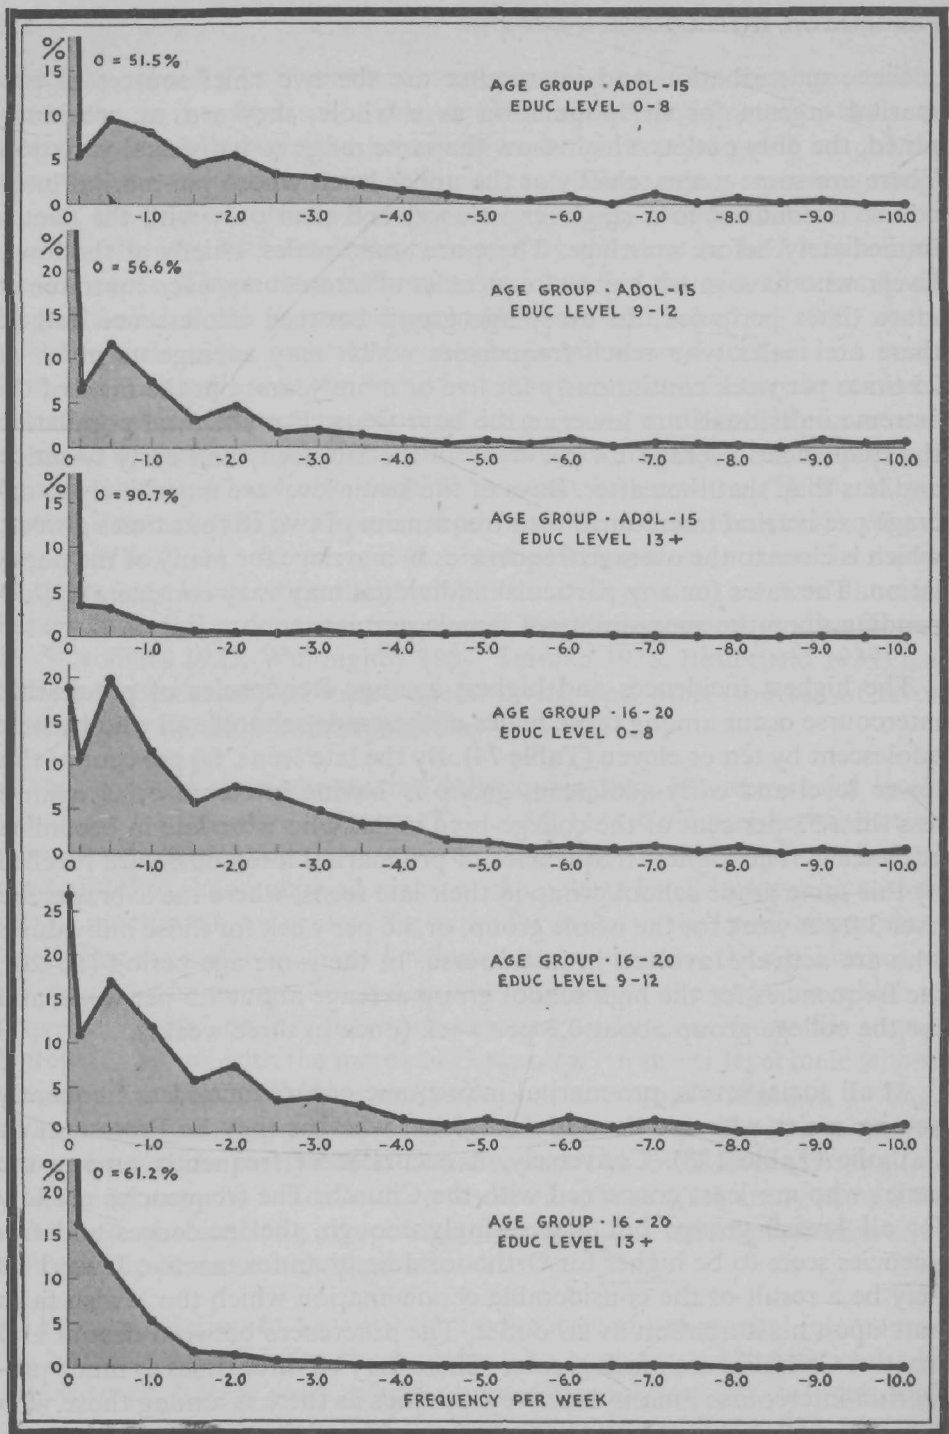 %
O = 51.5%
15
AGE GROUP - ADOL-15
EDUC LEVEL 0-8
10
5
0
0 1.0 2.0 3.0 4.0 5.0 6.0 7.0 8.0 9.0 10.0
%
20
O = 56.6%
AGE GROUP - ADOL-15
EDUC LEVEL 9-12
15
10
5
0
0 1.0 2.0 3.0 4.0 5.0 6.0 7.0 8.0 9.0 10.0
%
15
O = 90.7%
AGE GROUP - ADOL-15
EDUC LEVEL 13+
10
5
0
0 1.0 2.0 3.0 4.0 5.0 6.0 7.0 8.0 9.0 10.0
20
AGE GROUP · 16-20
EDUC LEVEL 0-8
15
10
5
0
0 1.0 2.0 3.0 4.0 5.0 6.0 7.0 8.0 9.0 10.0
25
20
AGE GROUP · 16-20
EDUC LEVEL 9-12
15
10
5
0
0 1.0 2.0 3.0 4.0 5.0 6.0 7.0 8.0 9.0 10.0
%
O = 61.2%
20
AGE GROUP · 16-20
EDUC LEVEL 13+
15
10
5
0
0 1.0 2.0 3.0 4.0 5.0 6.0 7.0 8.0 9.0 10.0
FREQUENCY PER WEEK